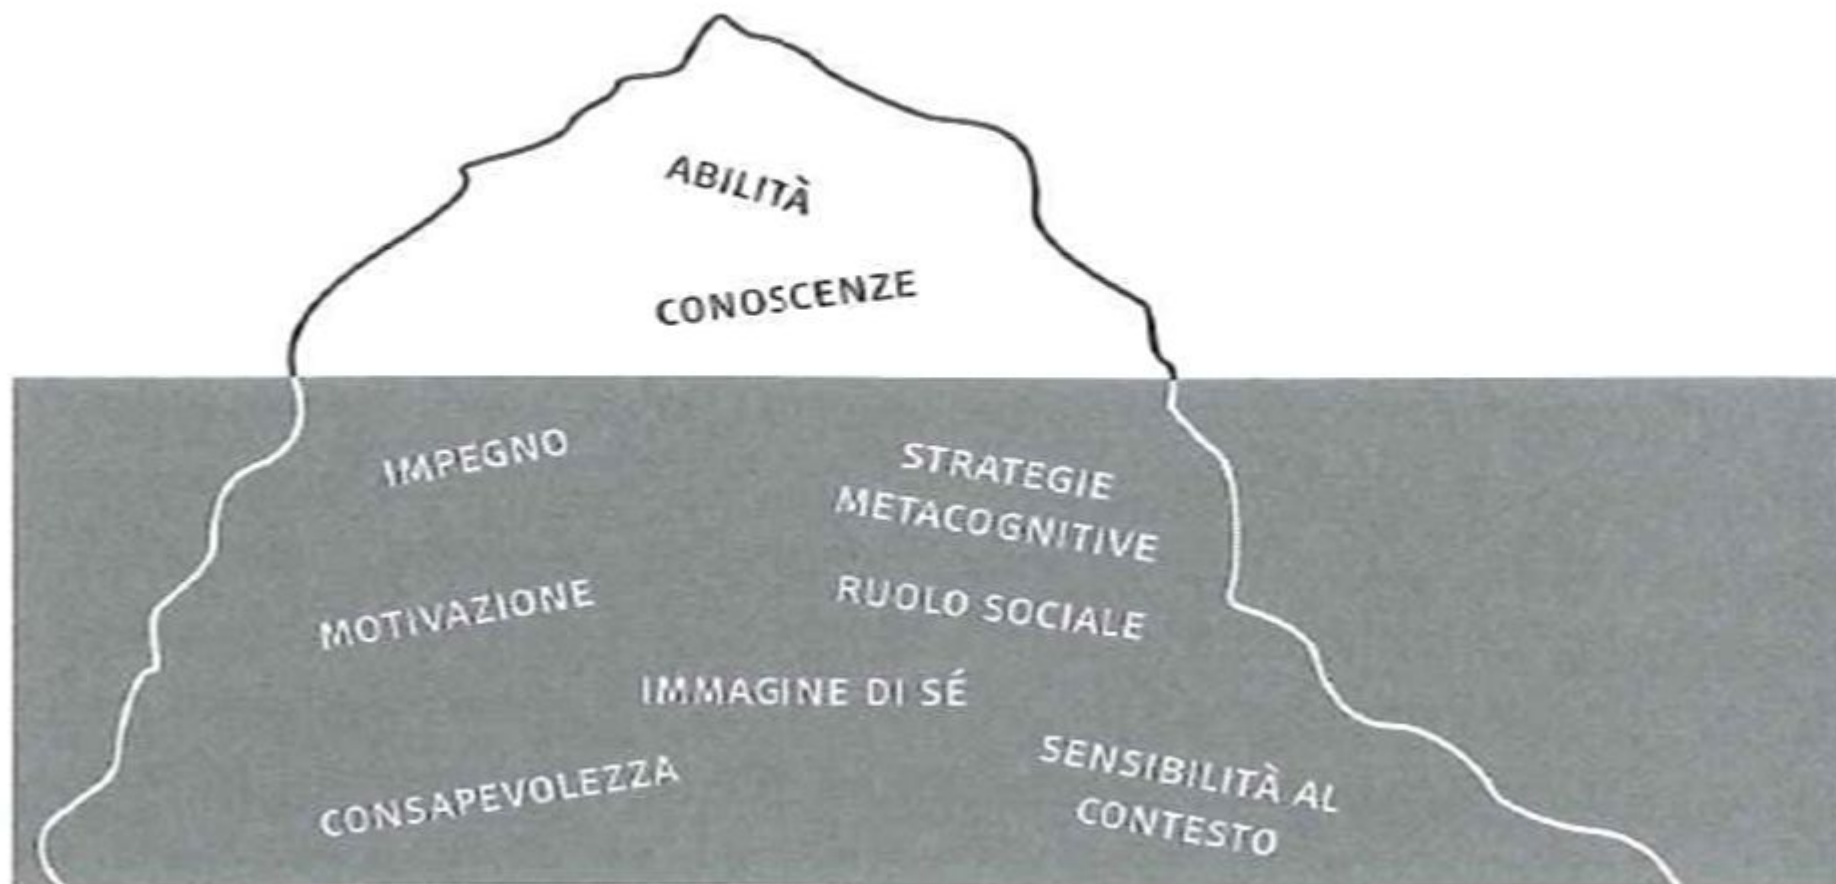 ABILITÀ
CONOSCENZE
IMPEGNO
STRATEGIE
METACOGNITIVE
MOTIVAZIONE
RUOLO SOCIALE
IMMAGINE DI SÉ
CONSAPEVOLEZZA
SENSIBILITÀ AL
CONTESTO